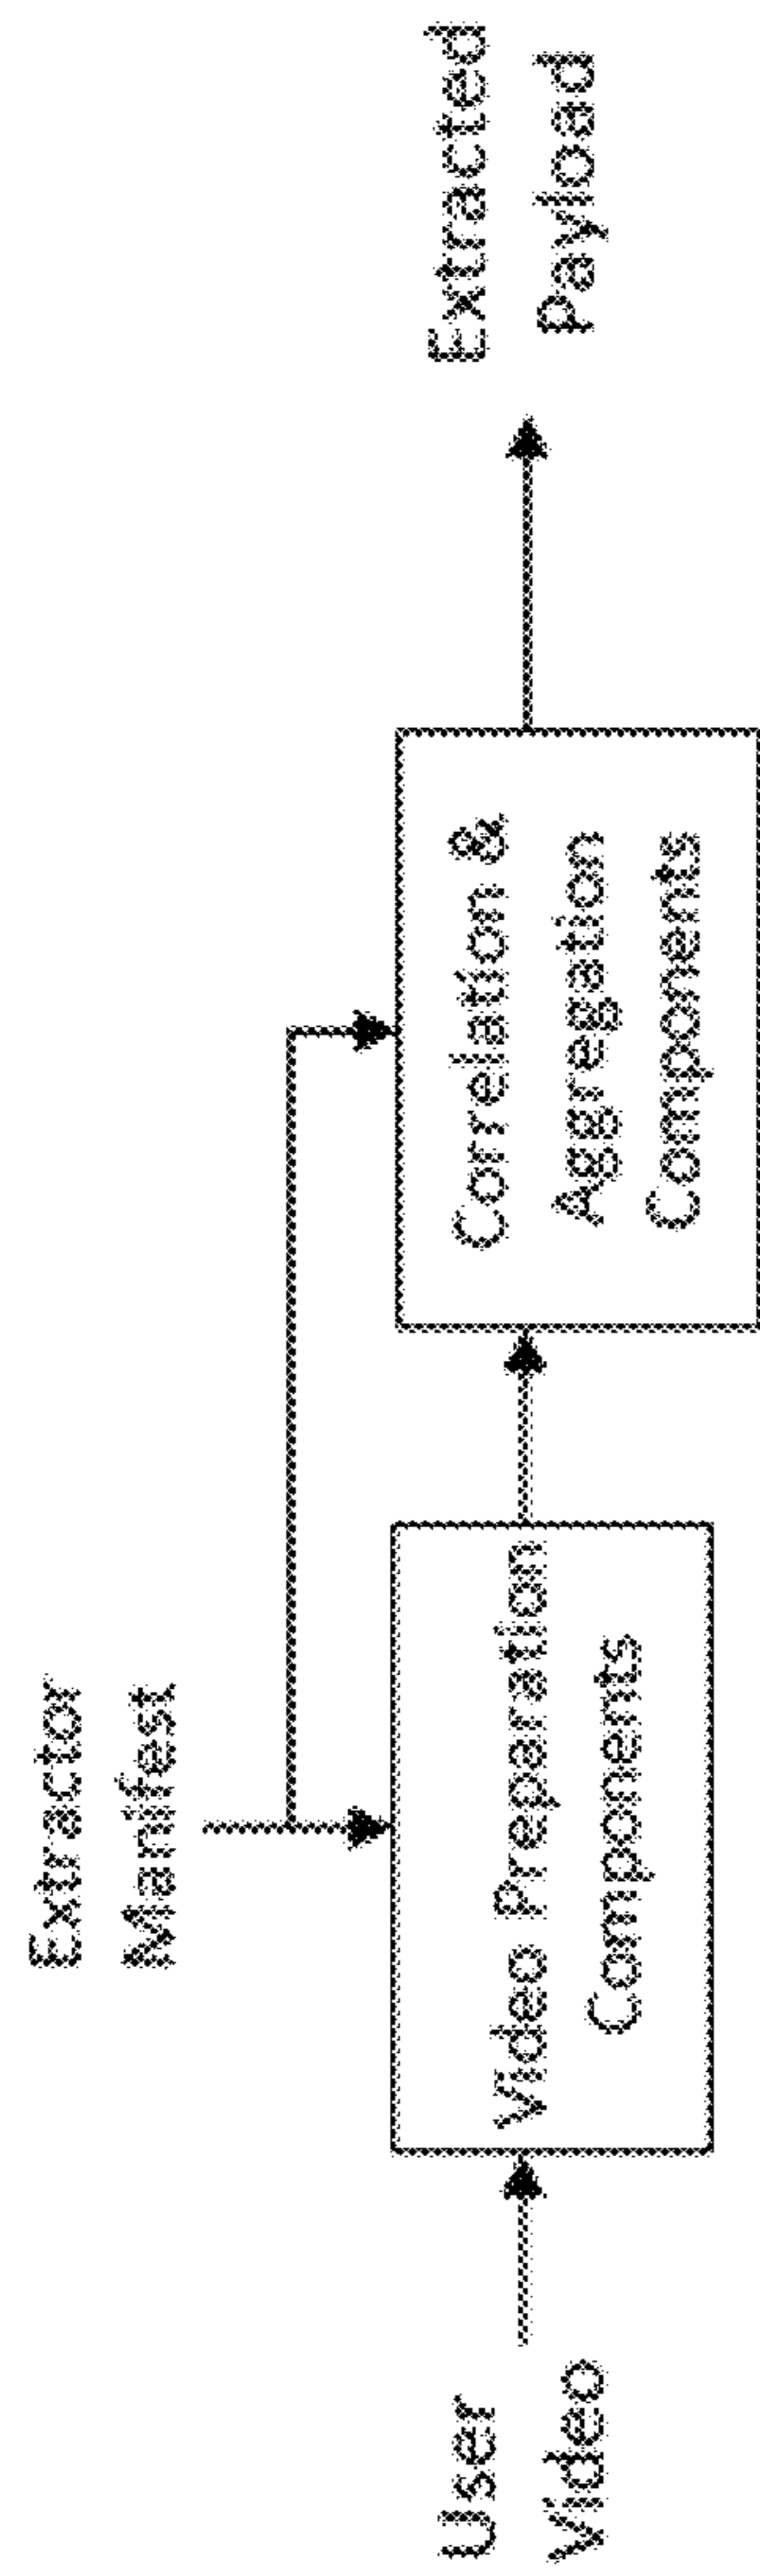 Extractor
Manifest
User
Video
Video Preparation
Components
Correlation &
Aggregation
Components
Extracted
Payload